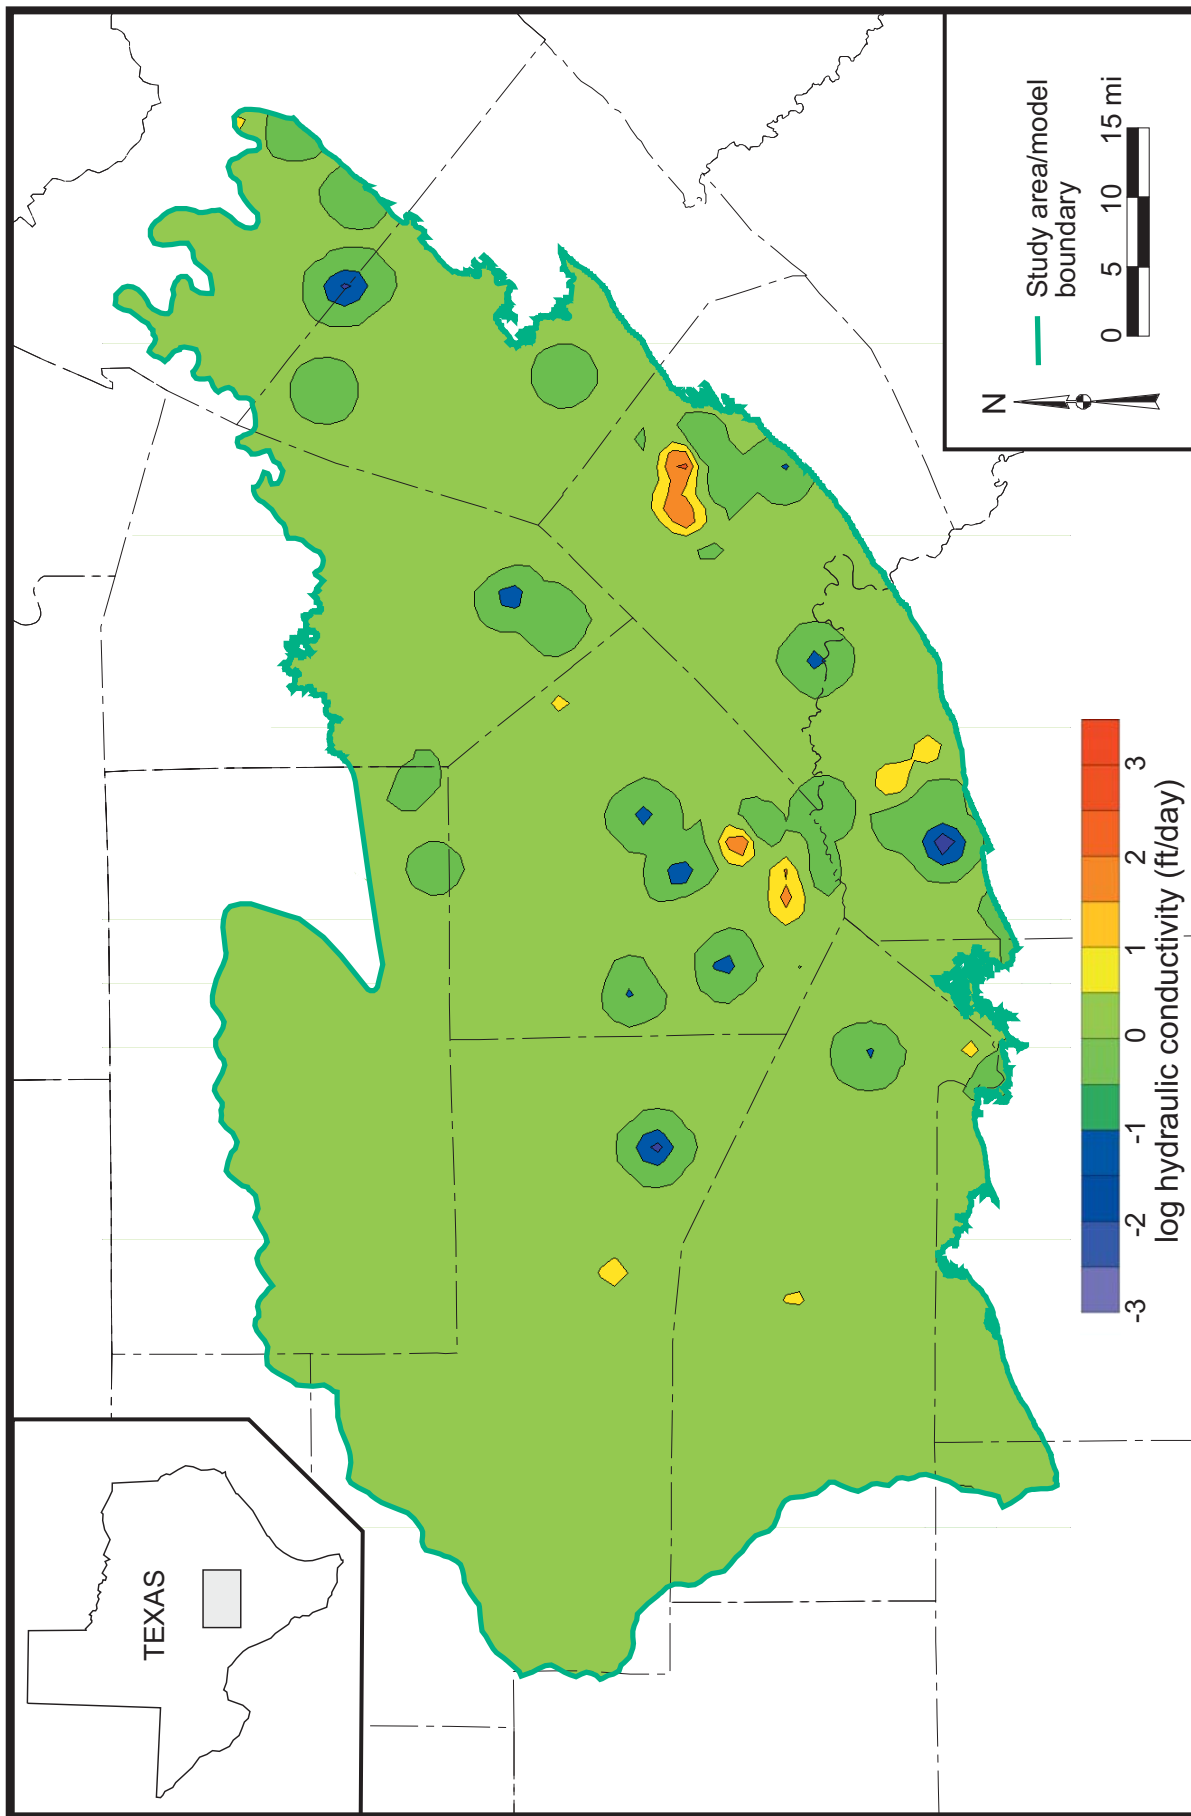 TEXAS
N
Study area/model
boundary
0 5 10 15 mi
-3 -2 -1 0 1 2 3
log hydraulic conductivity (ft/day)